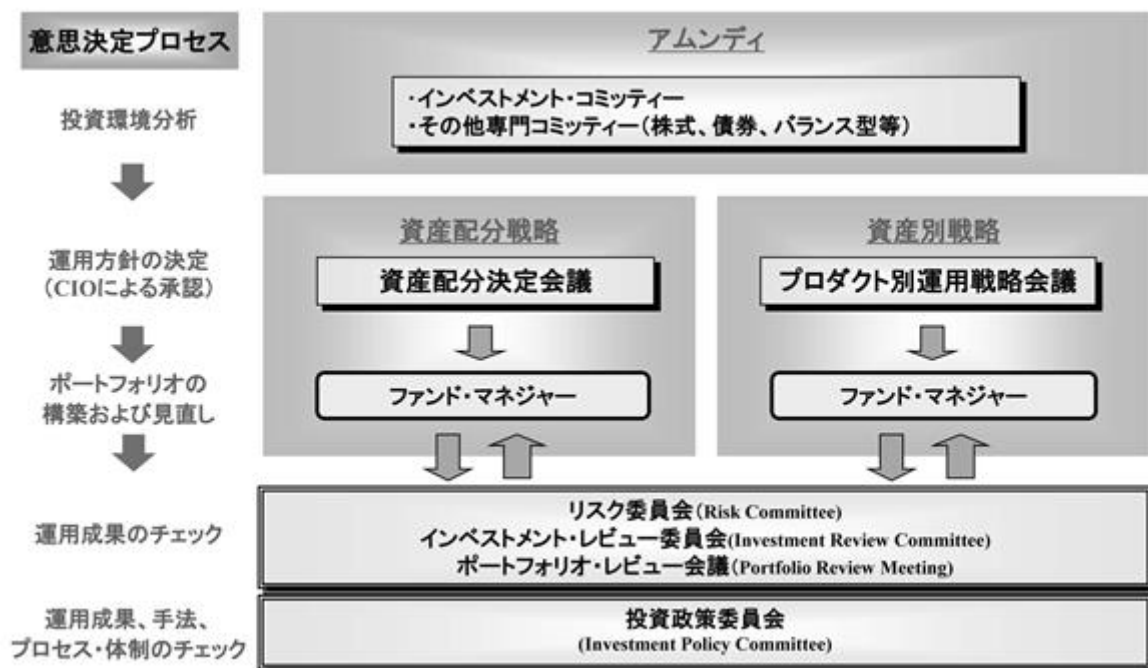 意思決定プロセス
アムンディ
・インベストメント・コミッティー
・その他専門コミッティー(株式、債券、バランス型等)
投資環境分析
資産配分戦略
資産別戦略
運用方針の決定
(CIOによる承認)
資産配分決定会議
プロダクト別運用戦略会議
ポートフォリオの
構築および見直し
ファンド・マネジャー
ファンド・マネジャー
運用成果のチェック
リスク委員会(Risk Committee)
インベストメント・レビュー委員会(Investment Review Committee)
ポートフォリオ・レビュー会議(Portfolio Review Meeting)
運用成果、手法、
プロセス・体制のチェック
投資政策委員会
(Investment Policy Committee)